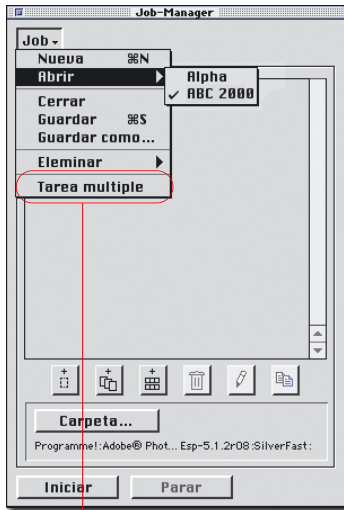 Job-Manager
Job
Nueva ⌘N
Abrir
Alpha
✓ ABC 2000
Cerrar
Guardar ⌘S
Guardar como...
Eleminar
Tarea multiple
Carpeta...
Programme!:Adobe® Phot... Esp-5.1.2r08:SilverFast:
Iniciar Parar